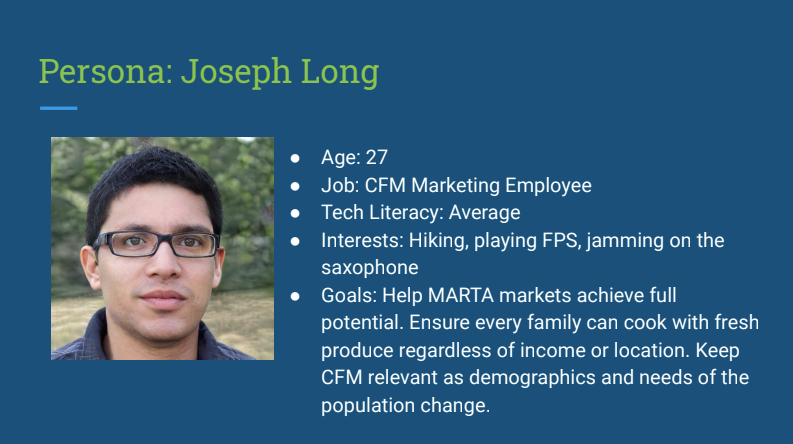 Persona: Joseph Long
● Age: 27
● Job: CFM Marketing Employee
● Tech Literacy: Average
● Interests: Hiking, playing FPS, jamming on the
saxophone
● Goals: Help MARTA markets achieve full
potential. Ensure every family can cook with fresh
produce regardless of income or location. Keep
CFM relevant as demographics and needs of the
population change.